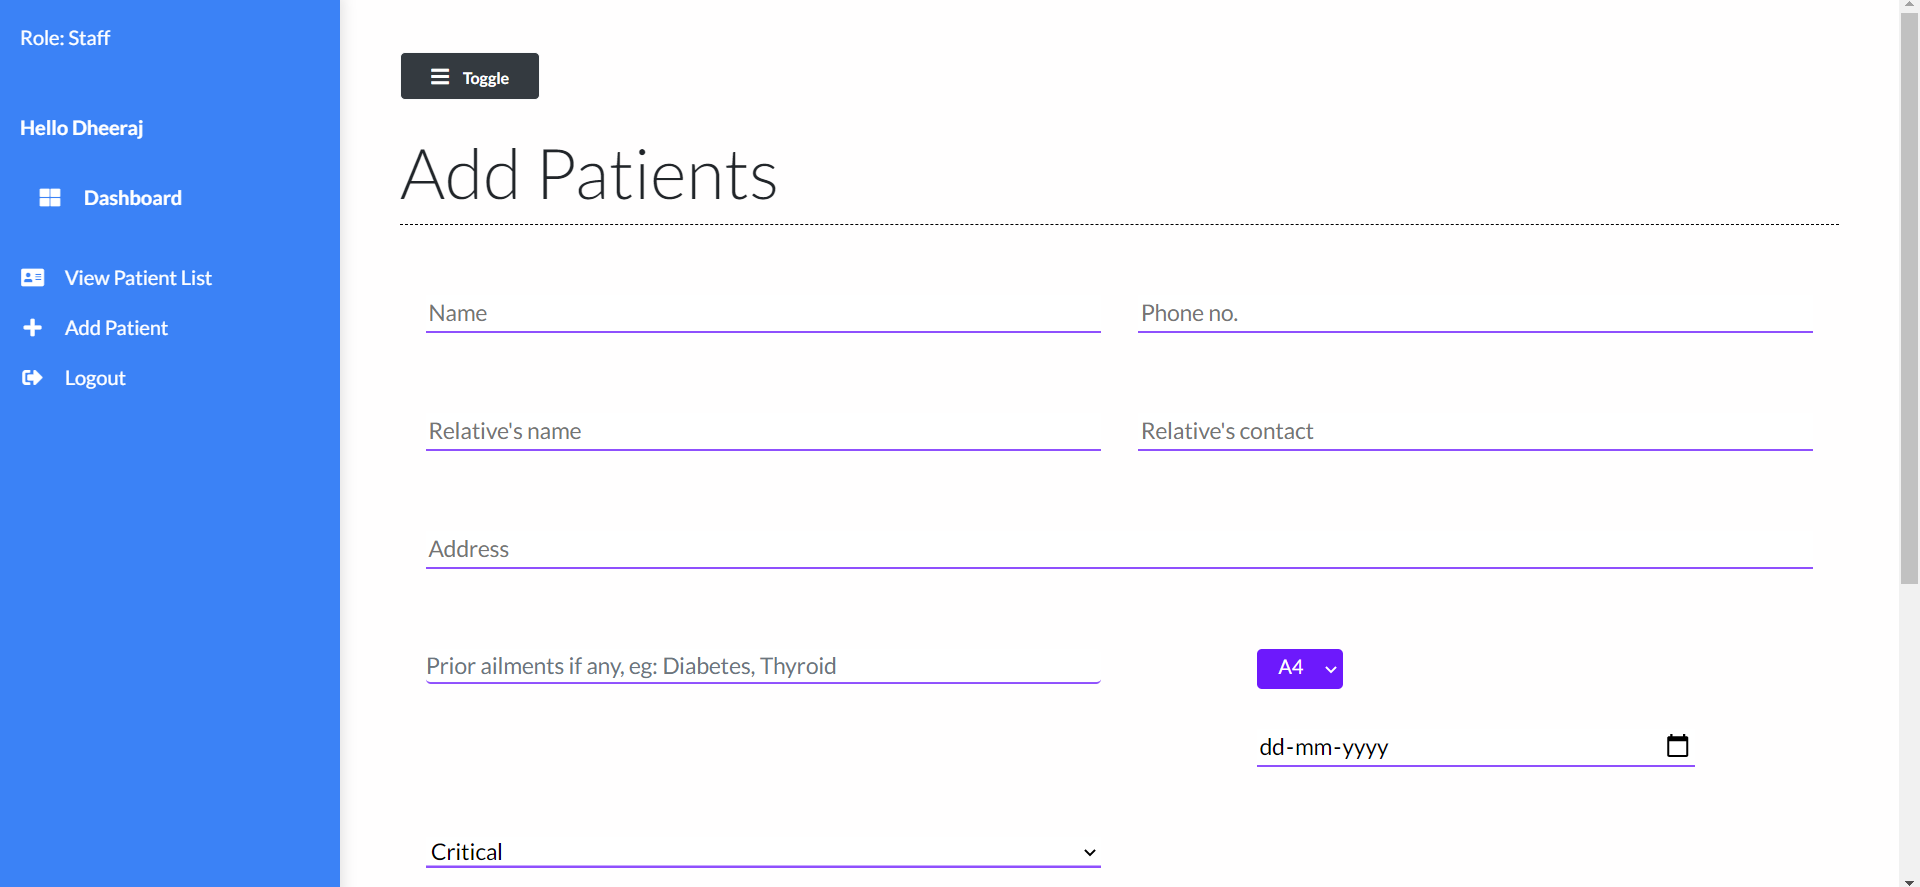 Role: Staff
Hello Dheeraj
Dashboard
View Patient List
Add Patient
Logout
Toggle
Add Patients
Name
Phone no.
Relative's name
Relative's contact
Address
Prior ailments if any, eg: Diabetes, Thyroid
A4
dd-mm-yyyy
Critical